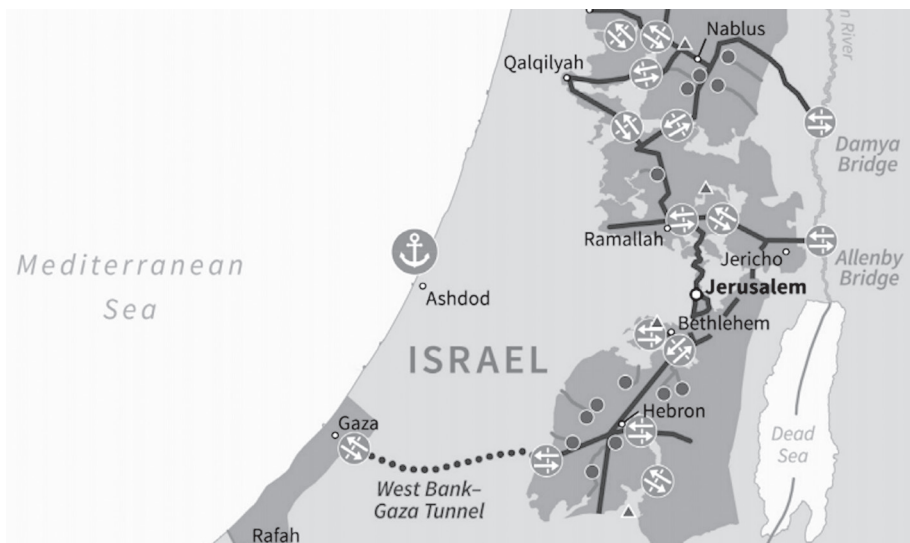 Nablus
n River
Qalqilyah
Damya
Bridge
Ramallah
Jericho
Allenby
Bridge
Mediterranean
Sea
Jerusalem
Ashdod
Bethlehem
ISRAEL
Hebron
Gaza
Dead
Sea
West Bank–
Gaza Tunnel
Rafah